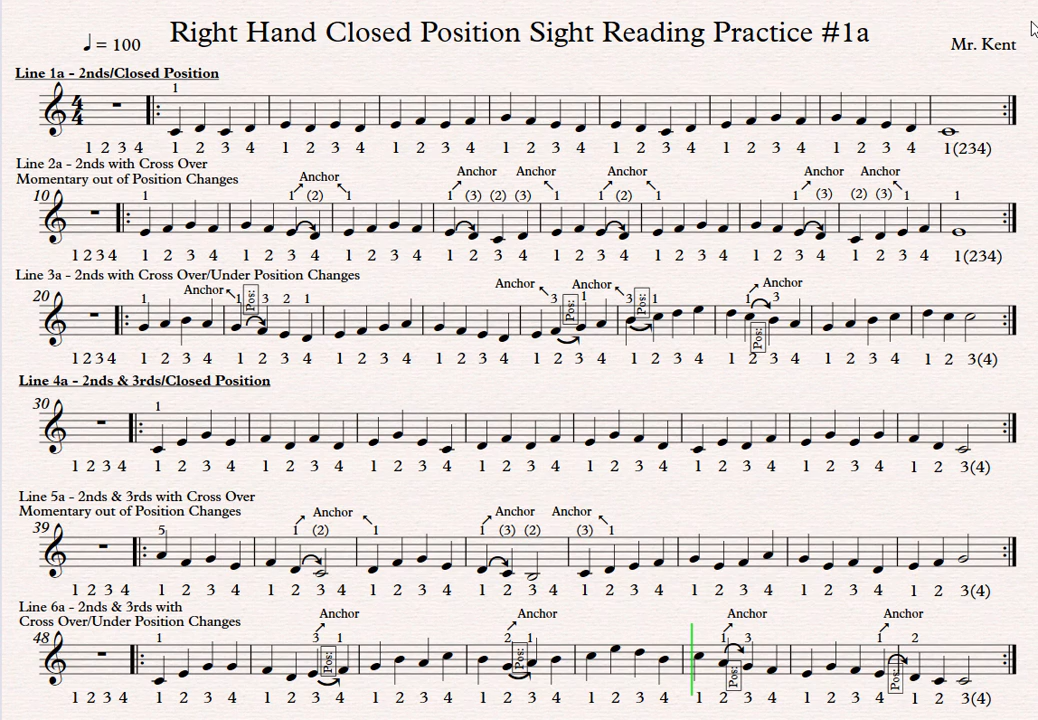 Right Hand Closed Position Sight Reading Practice #1a
♩ = 100
Mr. Kent
Line 1a - 2nds/Closed Position
1
4 4
1 2 3 4 1 2 3 4 1 2 3 4 1 2 3 4 1 2 3 4 1 2 3 4 1 2 3 4 1 2 3 4 1(234)
Line 2a - 2nds with Cross Over
Momentary out of Position Changes
Anchor Anchor Anchor Anchor Anchor Anchor
10 1 1 (2) 1 1 (3) (2) (3) 1 1 (2) 1 1 (3) (2) (3) 1 1
1 2 3 4 1 2 3 4 1 2 3 4 1 2 3 4 1 2 3 4 1 2 3 4 1 2 3 4 1 2 3 4 1 2 3 4 1(234)
Line 3a - 2nds with Cross Over/Under Position Changes
Anchor Anchor Anchor Anchor
20 1 1 Pos: 3 2 1 3 Pos: 1 3 Pos: 1 1 3
Pos:
1 2 3 4 1 2 3 4 1 2 3 4 1 2 3 4 1 2 3 4 1 2 3 4 1 2 3 4 1 2 3 4 1 2 3 4 1 2 3(4)
Line 4a - 2nds & 3rds/Closed Position
30 1
1 2 3 4 1 2 3 4 1 2 3 4 1 2 3 4 1 2 3 4 1 2 3 4 1 2 3 4 1 2 3 4 1 2 3(4)
Line 5a - 2nds & 3rds with Cross Over
Momentary out of Position Changes
Anchor Anchor Anchor
39 5 1 (2) 1 1 (3) (2) (3) 1
1 2 3 4 1 2 3 4 1 2 3 4 1 2 3 4 1 2 3 4 1 2 3 4 1 2 3 4 1 2 3 4 1 2 3(4)
Line 6a - 2nds & 3rds with
Cross Over/Under Position Changes
Anchor Anchor Anchor Anchor
48 1 3 1 2 1 1 3 1 2
Pos: Pos: Pos: Pos:
1 2 3 4 1 2 3 4 1 2 3 4 1 2 3 4 1 2 3 4 1 2 3 4 1 2 3 4 1 2 3 4 1 2 3(4)